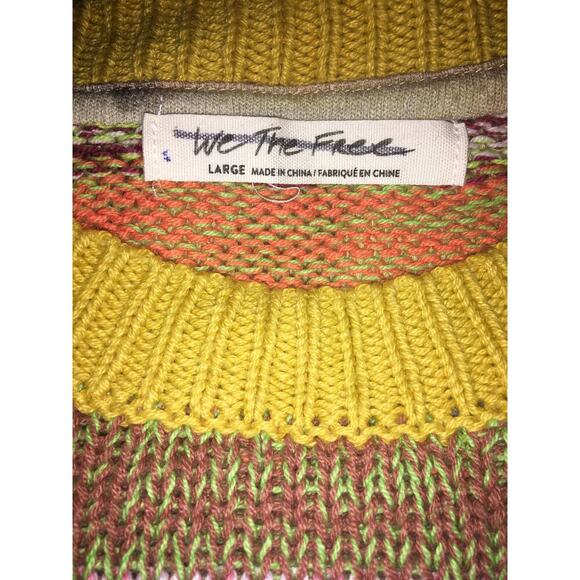 We The Free
LARGE MADE IN CHINA / FABRIQUÉ EN CHINE